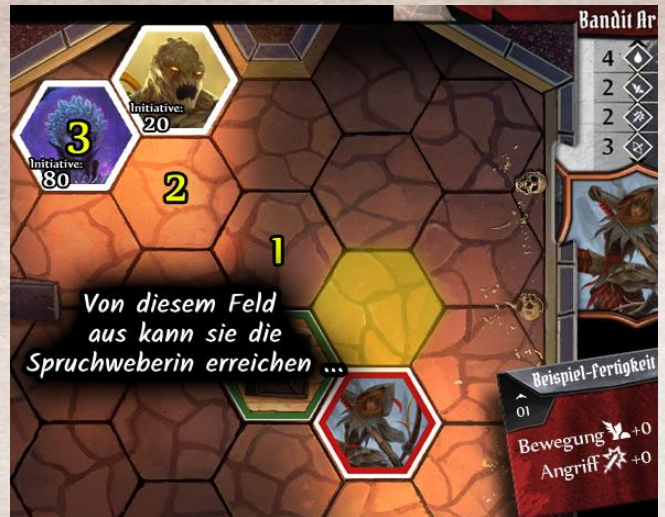 Bandit Ar
4
2
2
3
Initiative:
20
3
Initiative:
80
2
1
Von diesem Feld
aus kann sie die
Spruchweberin erreichen ...
Beispiel-Fertigkeit
01
Bewegung +0
Angriff +0